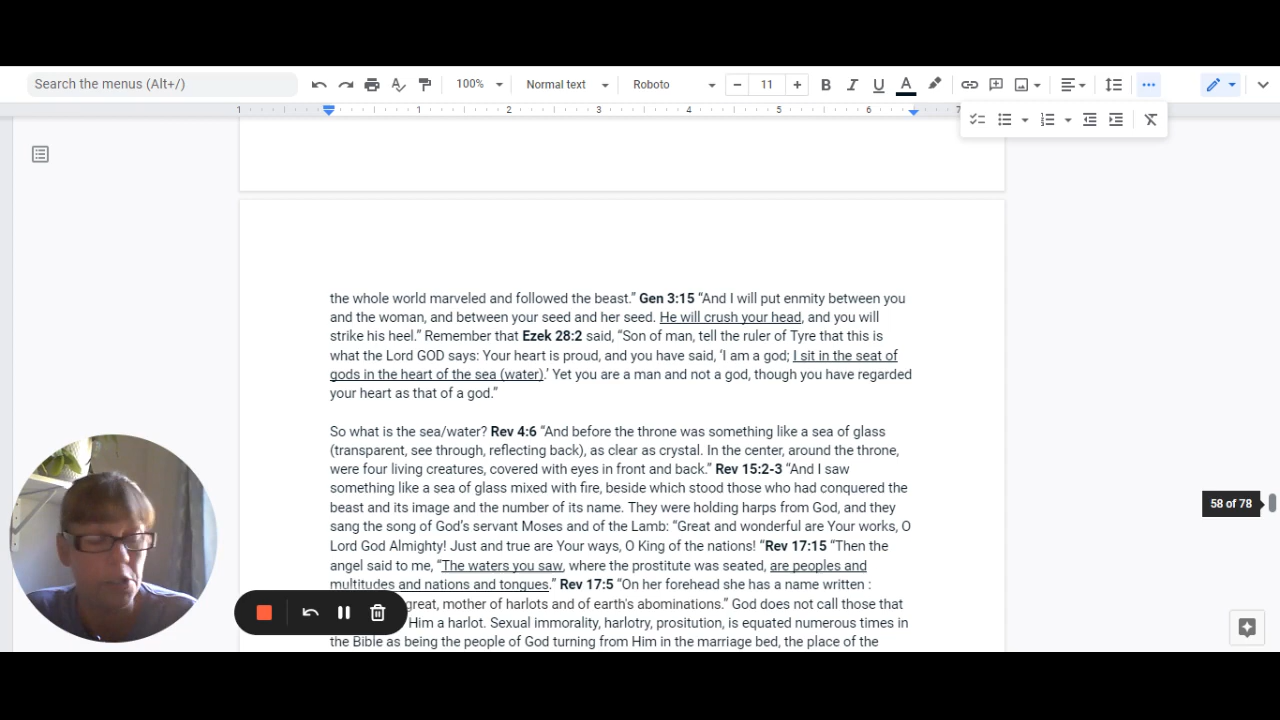 Search the menus (Alt+/)
100%
Normal text
Roboto
11
B I U A
1 1 2 3 4 5 6 7
the whole world marveled and followed the beast.” Gen 3:15 “And I will put enmity between you
and the woman, and between your seed and her seed. He will crush your head, and you will
strike his heel.” Remember that Ezek 28:2 said, “Son of man, tell the ruler of Tyre that this is
what the Lord GOD says: Your heart is proud, and you have said, ‘I am a god; I sit in the seat of
gods in the heart of the sea (water).’ Yet you are a man and not a god, though you have regarded
your heart as that of a god.”
So what is the sea/water? Rev 4:6 “And before the throne was something like a sea of glass
(transparent, see through, reflecting back), as clear as crystal. In the center, around the throne,
were four living creatures, covered with eyes in front and back.” Rev 15:2-3 “And I saw
something like a sea of glass mixed with fire, beside which stood those who had conquered the
beast and its image and the number of its name. They were holding harps from God, and they
sang the song of God’s servant Moses and of the Lamb: “Great and wonderful are Your works, O
Lord God Almighty! Just and true are Your ways, O King of the nations! “Rev 17:15 “Then the
angel said to me, “The waters you saw, where the prostitute was seated, are peoples and
multitudes and nations and tongues.” Rev 17:5 “On her forehead she has a name written :
great, mother of harlots and of earth's abominations.” God does not call those that
Him a harlot. Sexual immorality, harlotry, prositution, is equated numerous times in
the Bible as being the people of God turning from Him in the marriage bed, the place of the
58 of 78